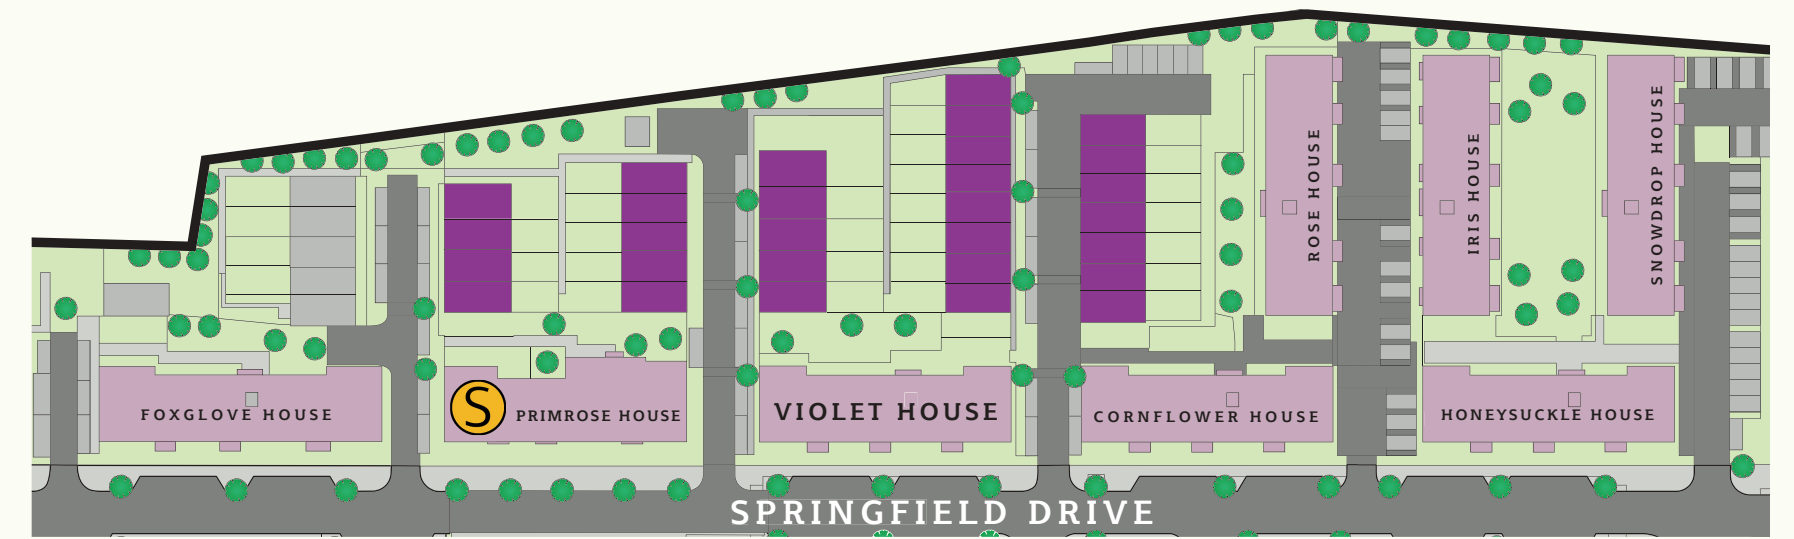 ROSE HOUSE
IRIS HOUSE
SNOWDROP HOUSE
FOXGLOVE HOUSE
S
PRIMROSE HOUSE
VIOLET HOUSE
CORNFLOWER HOUSE
HONEYSUCKLE HOUSE
SPRINGFIELD DRIVE